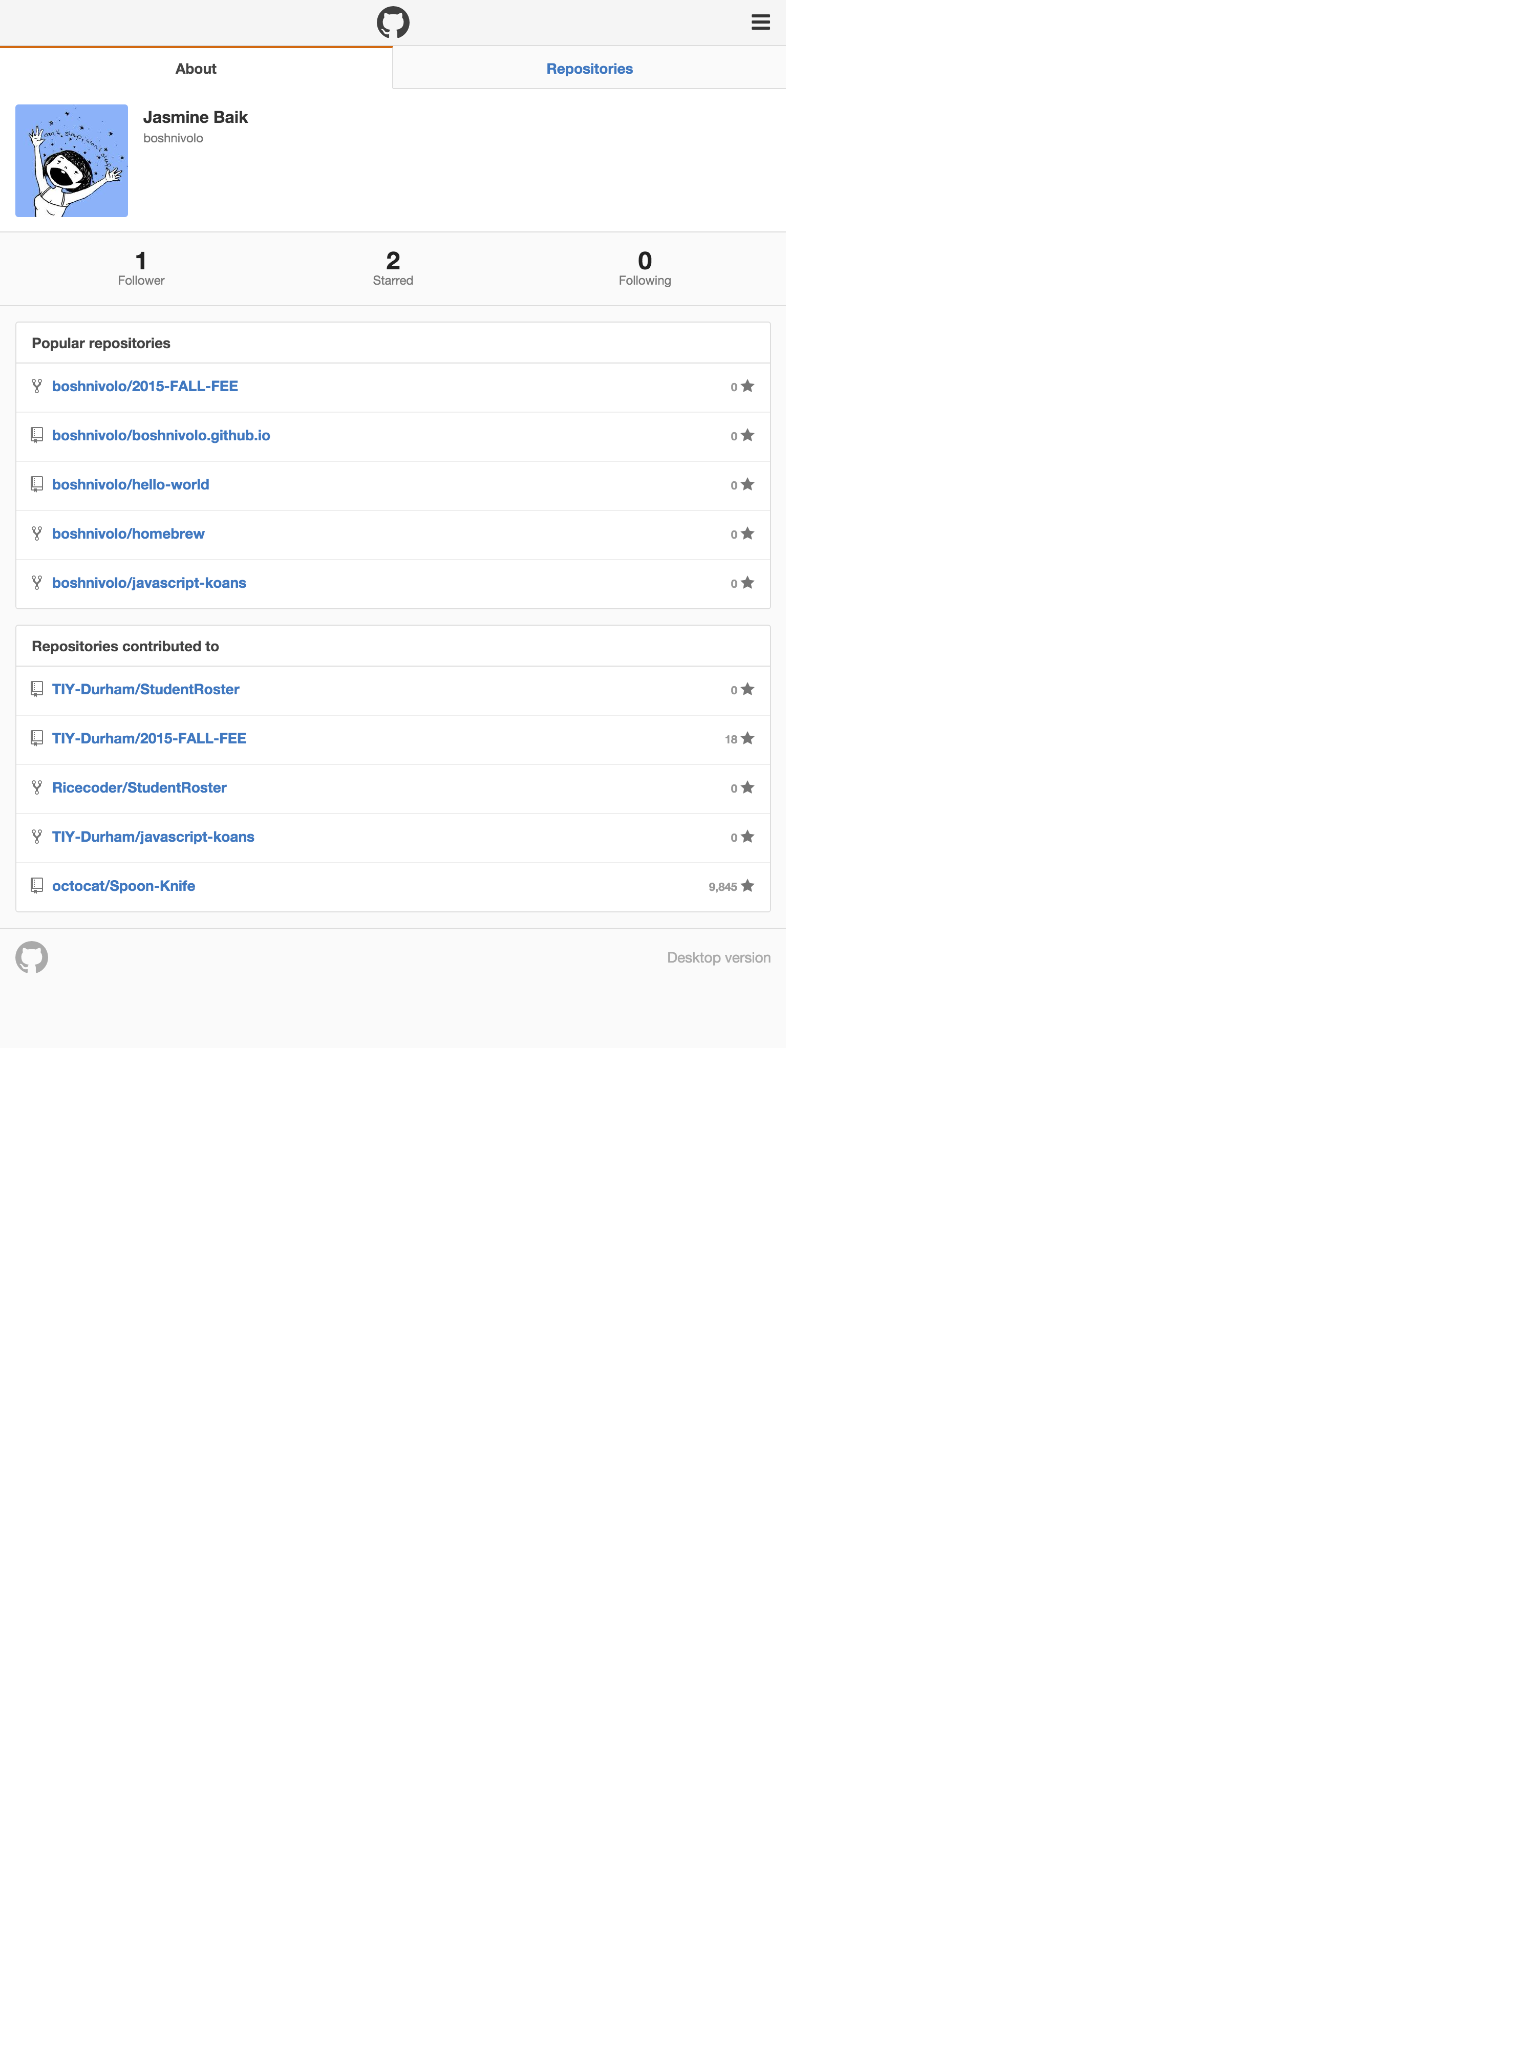 About
Repositories
Jasmine Baik
boshnivolo
1
Follower
2
Starred
0
Following
Popular repositories
boshnivolo/2015-FALL-FEE 0
boshnivolo/boshnivolo.github.io 0
boshnivolo/hello-world 0
boshnivolo/homebrew 0
boshnivolo/javascript-koans 0
Repositories contributed to
TIY-Durham/StudentRoster 0
TIY-Durham/2015-FALL-FEE 18
Ricecoder/StudentRoster 0
TIY-Durham/javascript-koans 0
octocat/Spoon-Knife 9,845
Desktop version